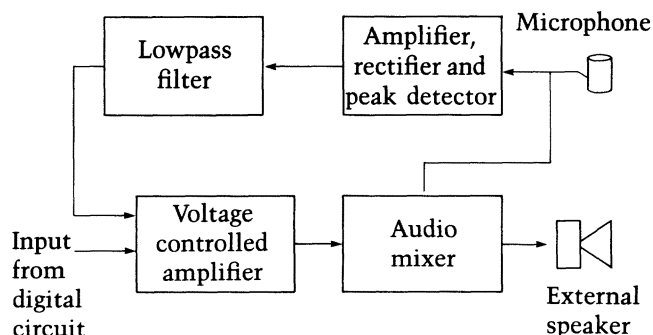 Microphone
Lowpass
filter
Amplifier,
rectifier and
peak detector
Voltage
controlled
amplifier
Audio
mixer
Input
from
digital
circuit
External
speaker